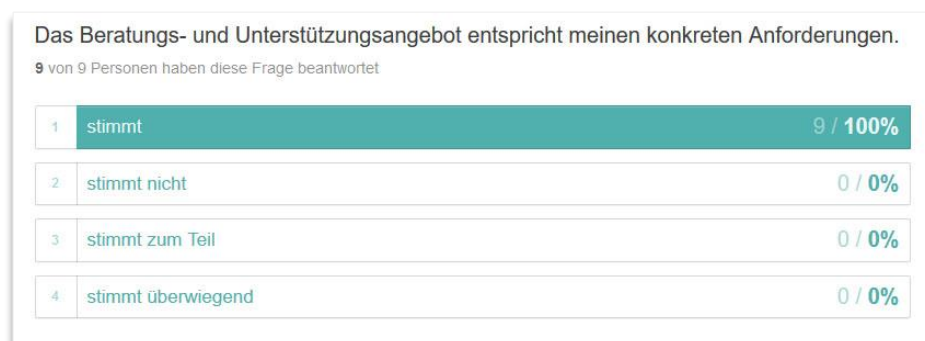 Das Beratungs- und Unterstützungsangebot entspricht meinen konkreten Anforderungen.
9 von 9 Personen haben diese Frage beantwortet
1 stimmt 9 / 100%
2 stimmt nicht 0 / 0%
3 stimmt zum Teil 0 / 0%
4 stimmt überwiegend 0 / 0%